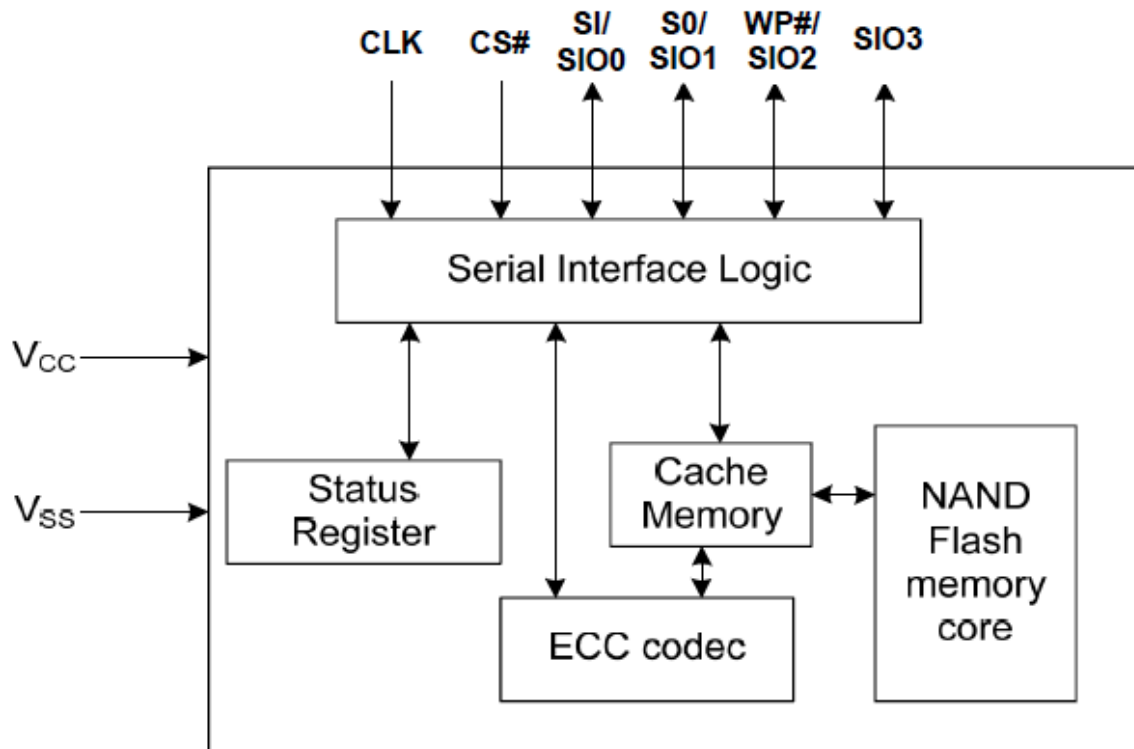 CLK
CS#
SI/
SIO0
S0/
SIO1
WP#/
SIO2
SIO3
Serial Interface Logic
VCC
Status
Register
Cache
Memory
NAND
Flash
memory
core
VSS
ECC codec